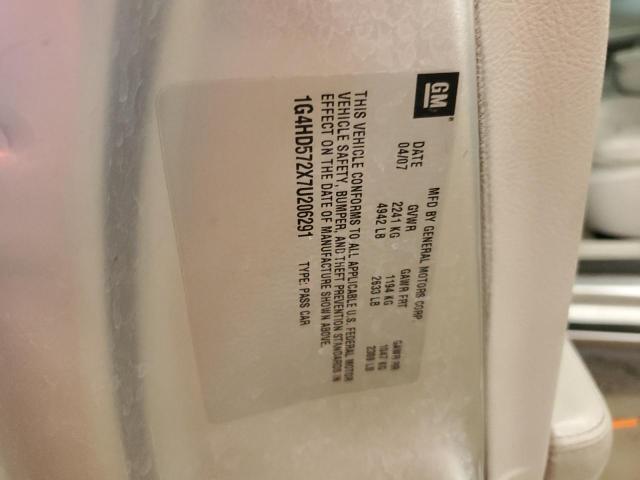 GM
MFD BY GENERAL MOTORS CORP
DATE GVWR GAWR FRT GAWR RR
04/07 2241 KG 1194 KG 1047 KG
4942 LB 2633 LB 2309 LB
THIS VEHICLE CONFORMS TO ALL APPLICABLE U.S. FEDERAL MOTOR
VEHICLE SAFETY, BUMPER, AND THEFT PREVENTION STANDARDS IN
EFFECT ON THE DATE OF MANUFACTURE SHOWN ABOVE.
1G4HD572X7U206291 TYPE: PASS CAR